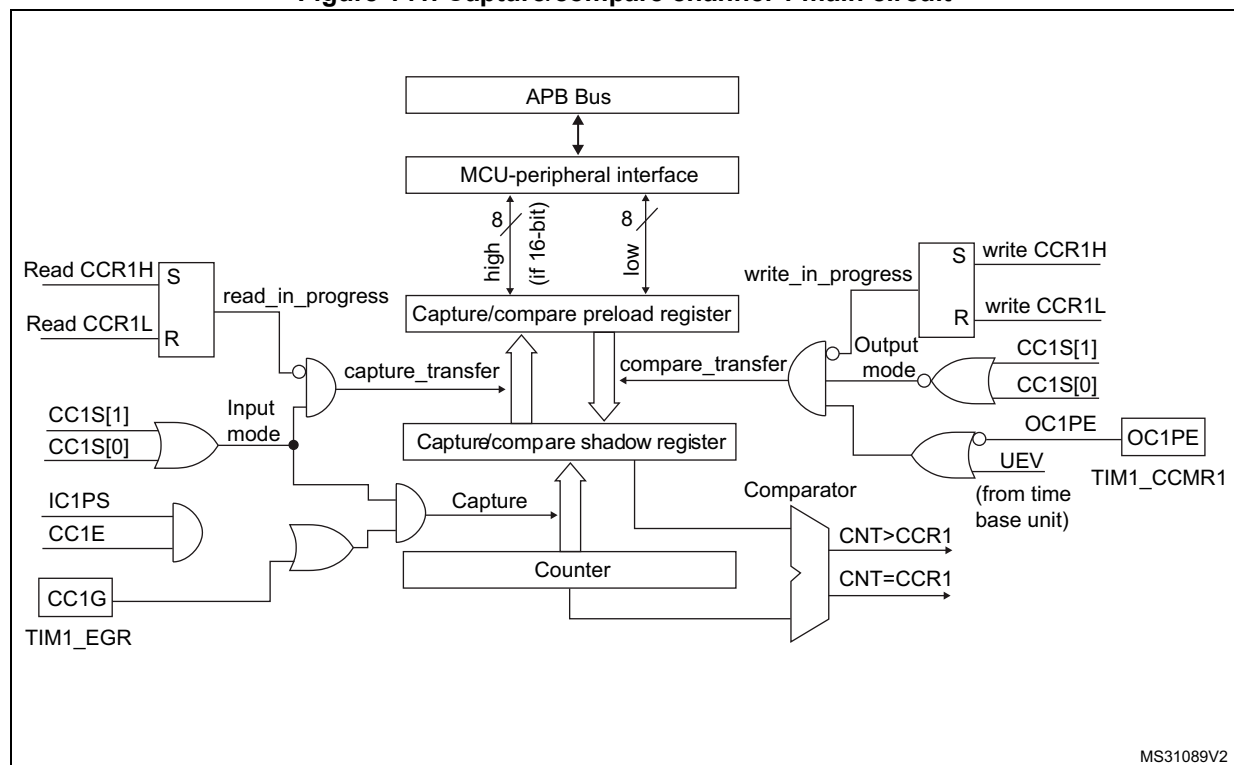 APB Bus
MCU-peripheral interface
8
high
(if 16-bit)
8
low
Read CCR1H
S
read_in_progress
Read CCR1L
R
write_in_progress
S
write CCR1H
R
write CCR1L
Capture/compare preload register
capture_transfer
compare_transfer
Output
mode
CC1S[1]
CC1S[0]
CC1S[1]
CC1S[0]
Input
mode
Capture/compare shadow register
OC1PE
OC1PE
UEV
TIM1_CCMR1
(from time
base unit)
IC1PS
CC1E
Capture
Comparator
CNT>CCR1
Counter
CNT=CCR1
CC1G
TIM1_EGR
MS31089V2